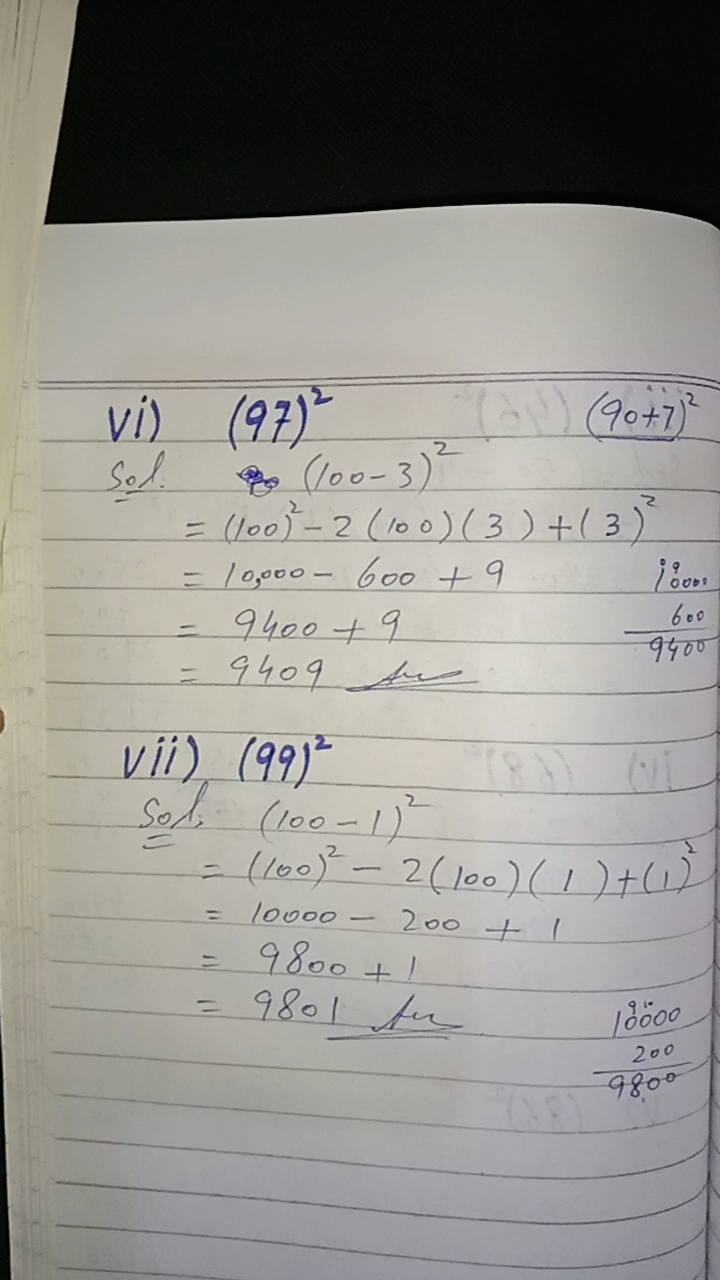 vi) (97)² (90+7)²
Sol. (100-3)²
= (100)² - 2(100)(3) + (3)²
= 10,000 - 600 + 9
10000
= 9400 + 9
600
9400
= 9409 Ans
vii) (99)²
Sol. (100-1)²
= (100)² - 2(100)(1) + (1)²
= 10000 - 200 + 1
= 9800 + 1
= 9801 Ans
10000
200
9800